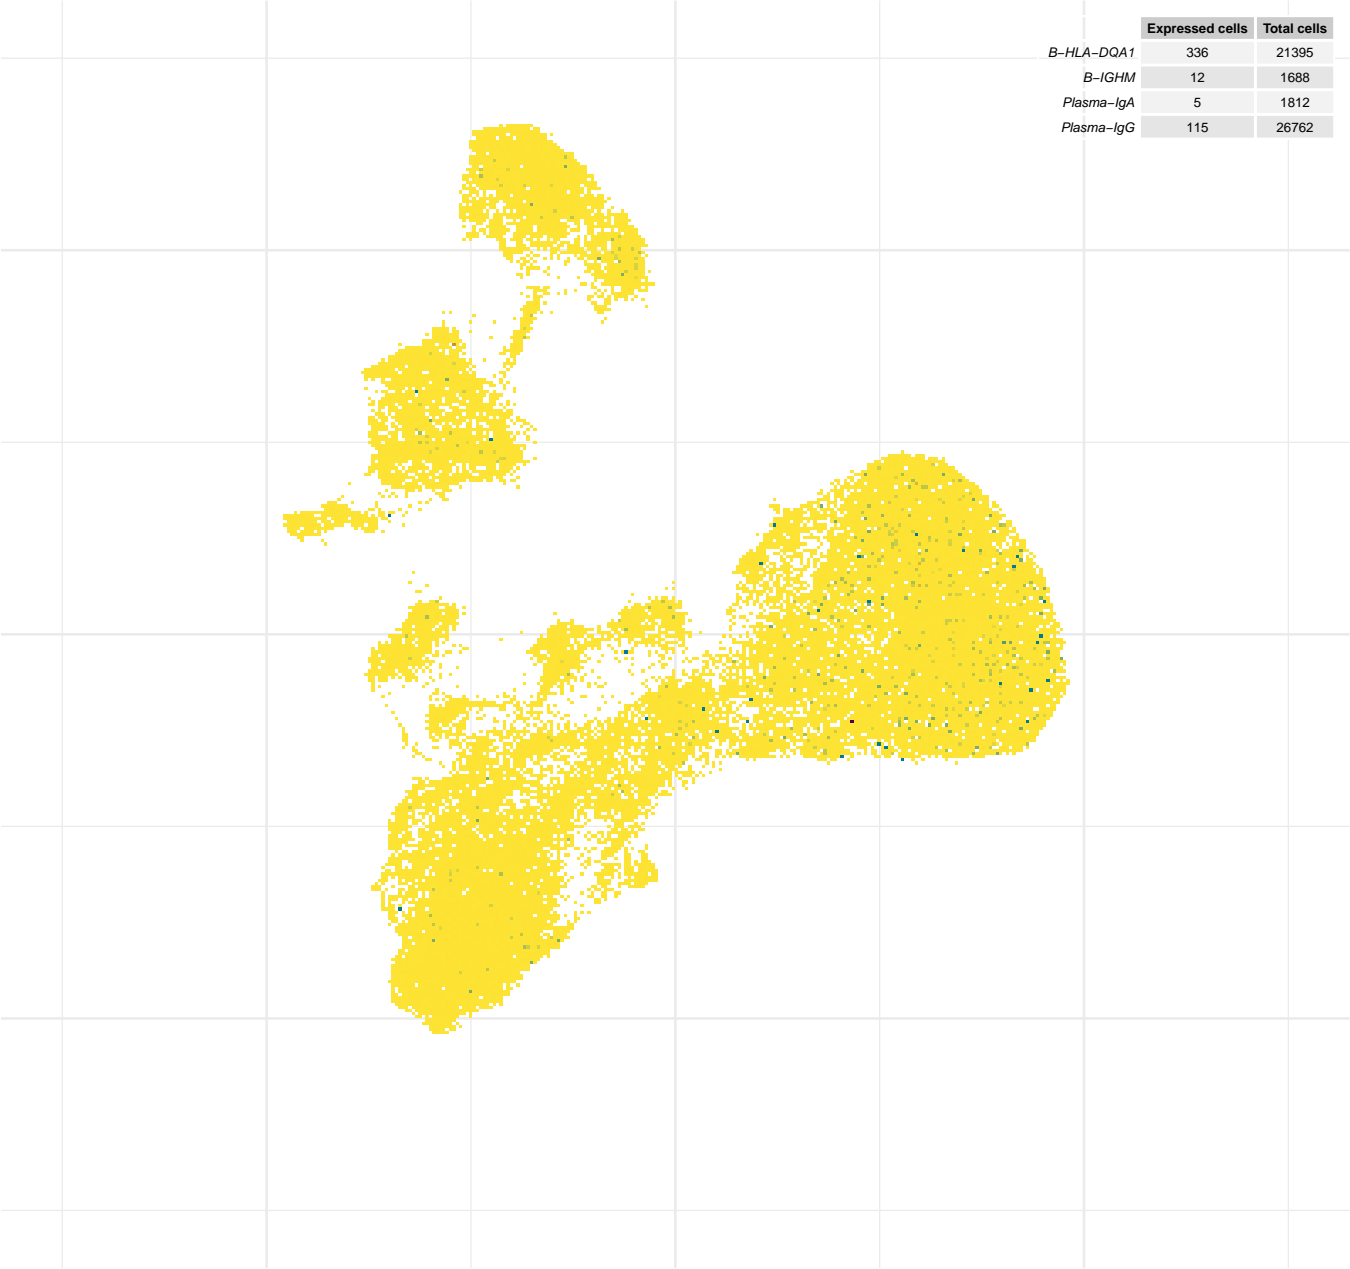 Expressed cells Total cells
B−HLA−DQA1 336 21395
B−IGHM 12 1688
Plasma−IgA 5 1812
Plasma−IgG 115 26762